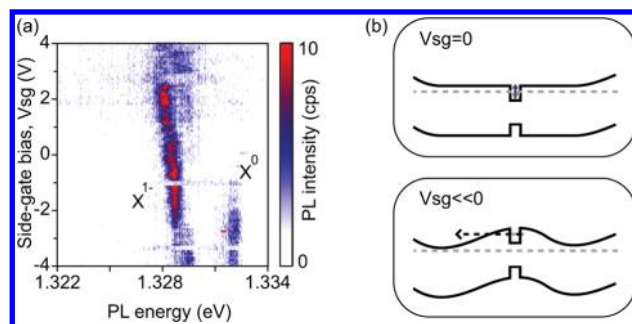 (a)
Side-gate bias, Vsg (V)
4
2
0
-2
-4
X1-
X0
1.322
1.328
1.334
PL energy (eV)
10
0
PL intensity (cps)
(b)
Vsg=0
Vsg<<0